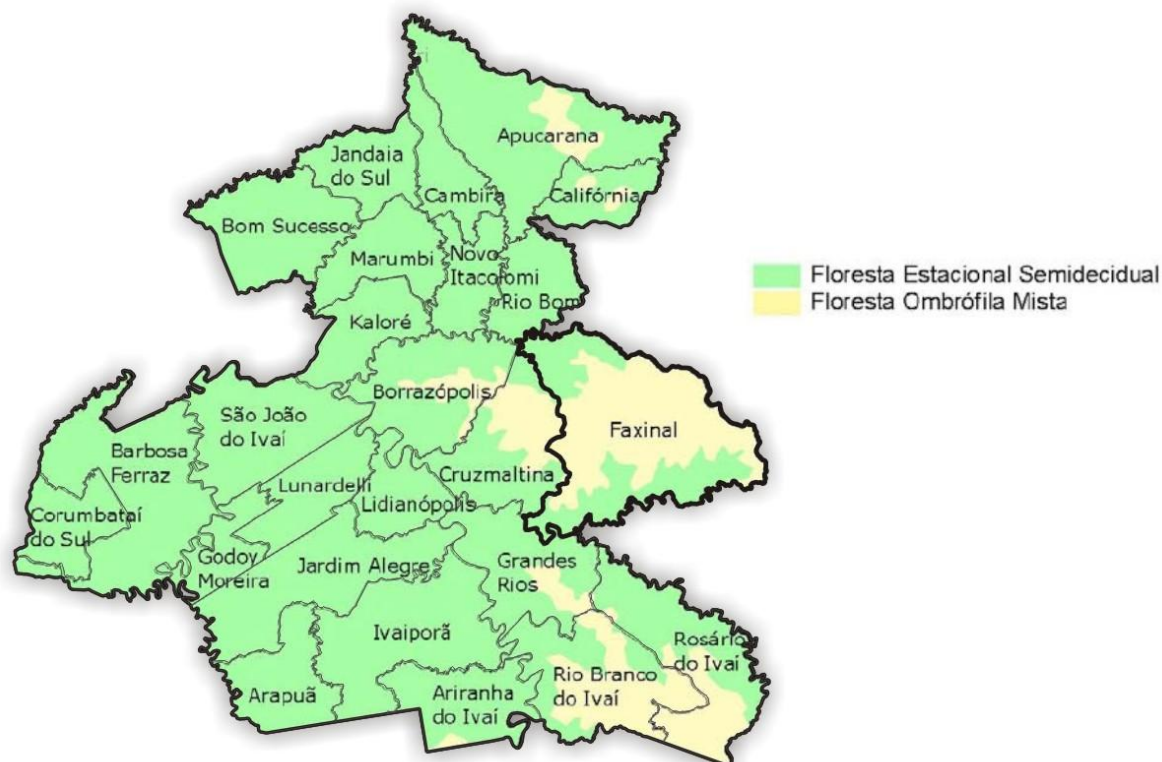 Apucarana
Jandaia
do Sul
Cambira
Califórnia
Bom Sucesso
Marumbi
Novo
Itacolomi
Rio Bom
Kaloré
Floresta Estacional Semidecidual
Floresta Ombrófila Mista
Borrazópolis
São João
do Ivaí
Faxinal
Barbosa
Ferraz
Cruzmaltina
Lunardelli
Lidianópolis
Corumbataí
do Sul
Godoy
Moreira
Jardim Alegre
Grandes
Rios
Ivaiporã
Rosário
do Ivaí
Rio Branco
do Ivaí
Arapuã
Ariranha
do Ivaí